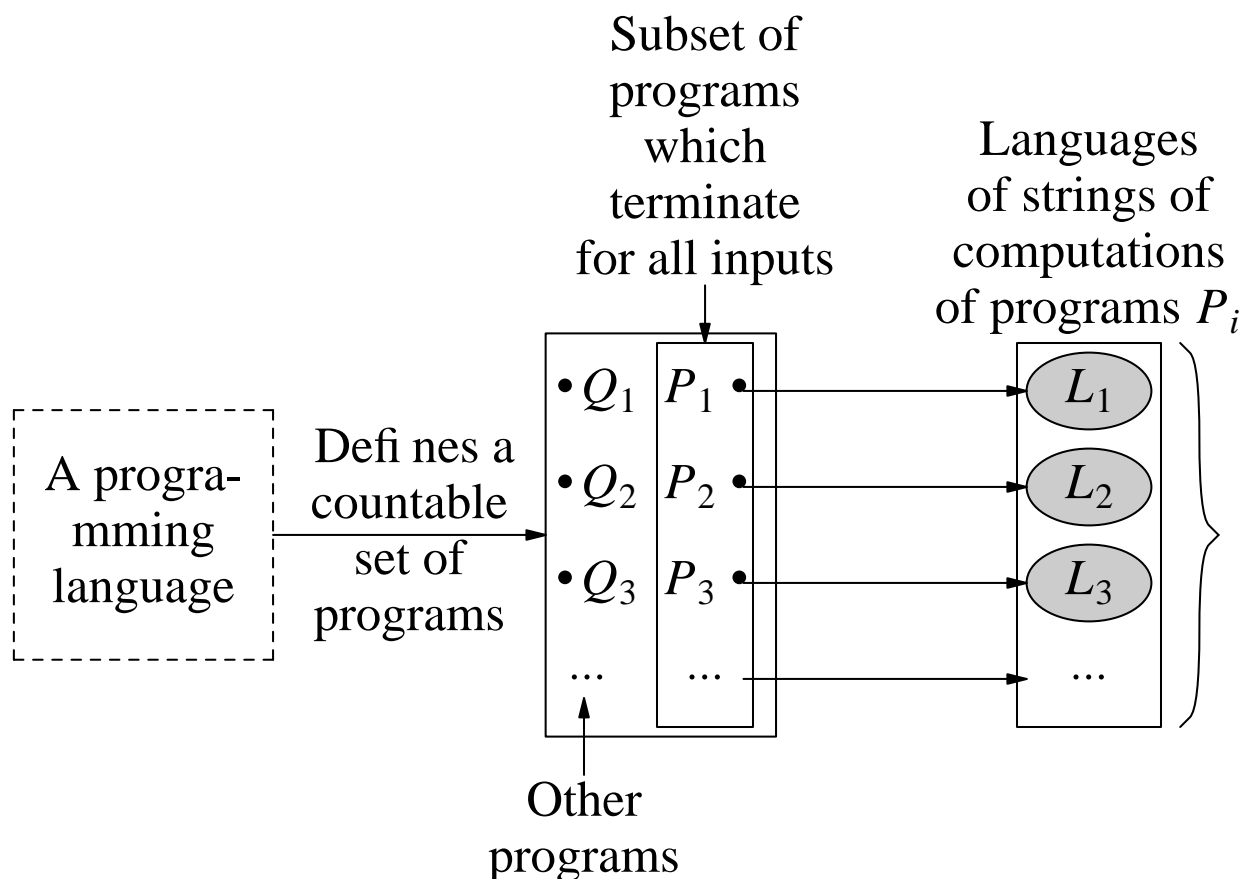 Subset of
programs
which
terminate
for all inputs
Languages
of strings of
computations
of programs P_i
A progra-
mming
language
Defi nes a
countable
set of
programs
Q_1 P_1 L_1
Q_2 P_2 L_2
Q_3 P_3 L_3
... ... ...
Other
programs